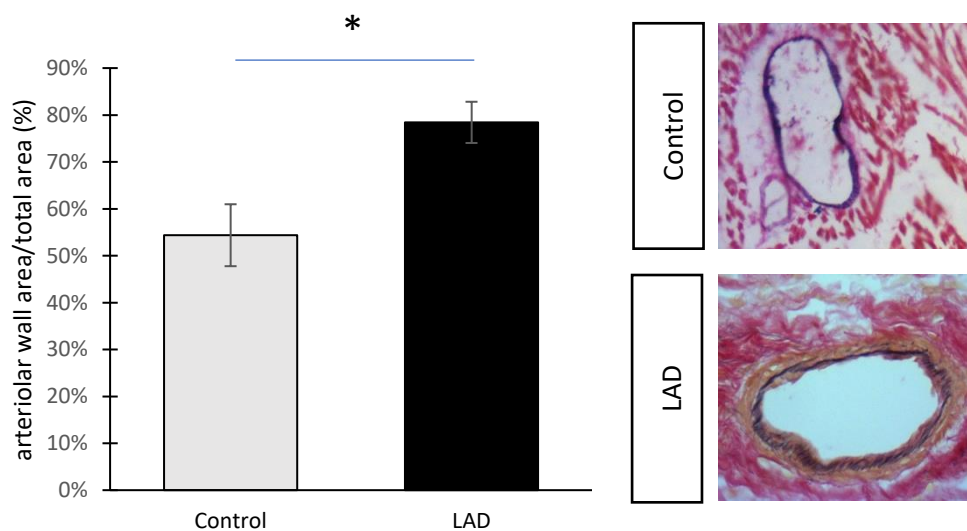 *
90%
80%
70%
60%
50%
40%
30%
20%
10%
0%
arteriolar wall area/total area (%)
Control
LAD
Control
LAD